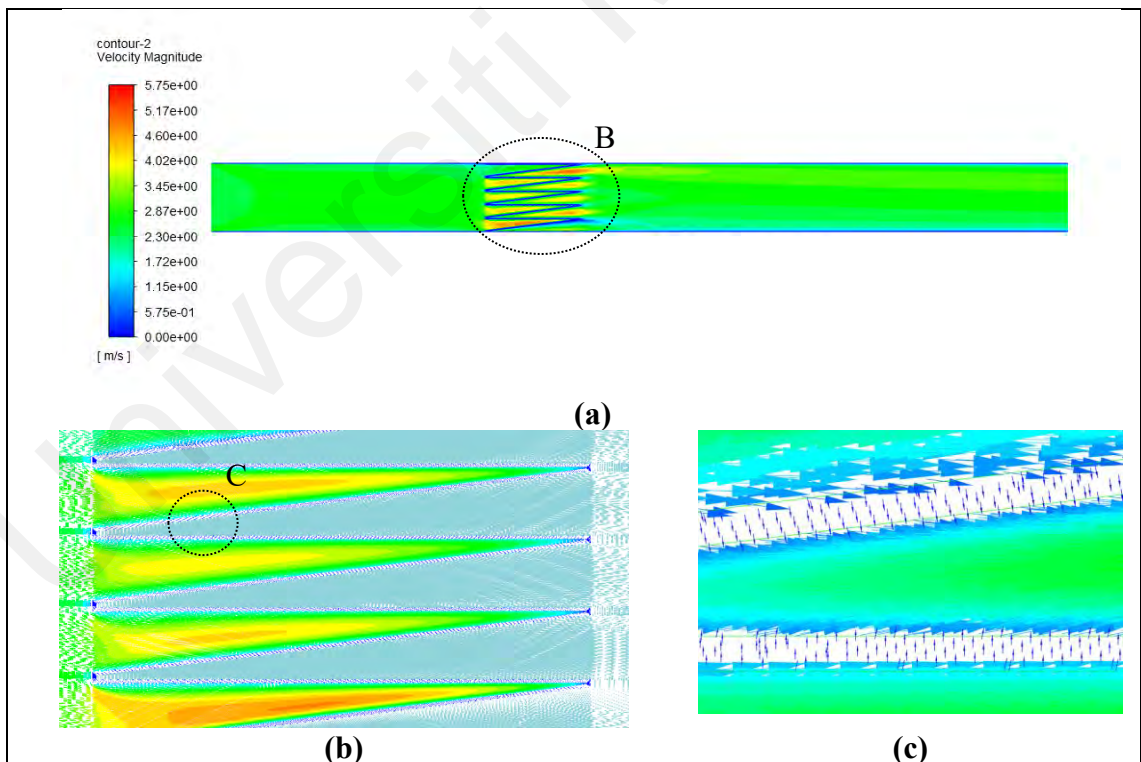 Universiti M
contour-2
Velocity Magnitude
5.75e+00
5.17e+00
4.60e+00
4.02e+00
3.45e+00
2.87e+00
2.30e+00
1.72e+00
1.15e+00
5.75e-01
0.00e+00
[ m/s ]
B
(a)
C
(b)
(c)